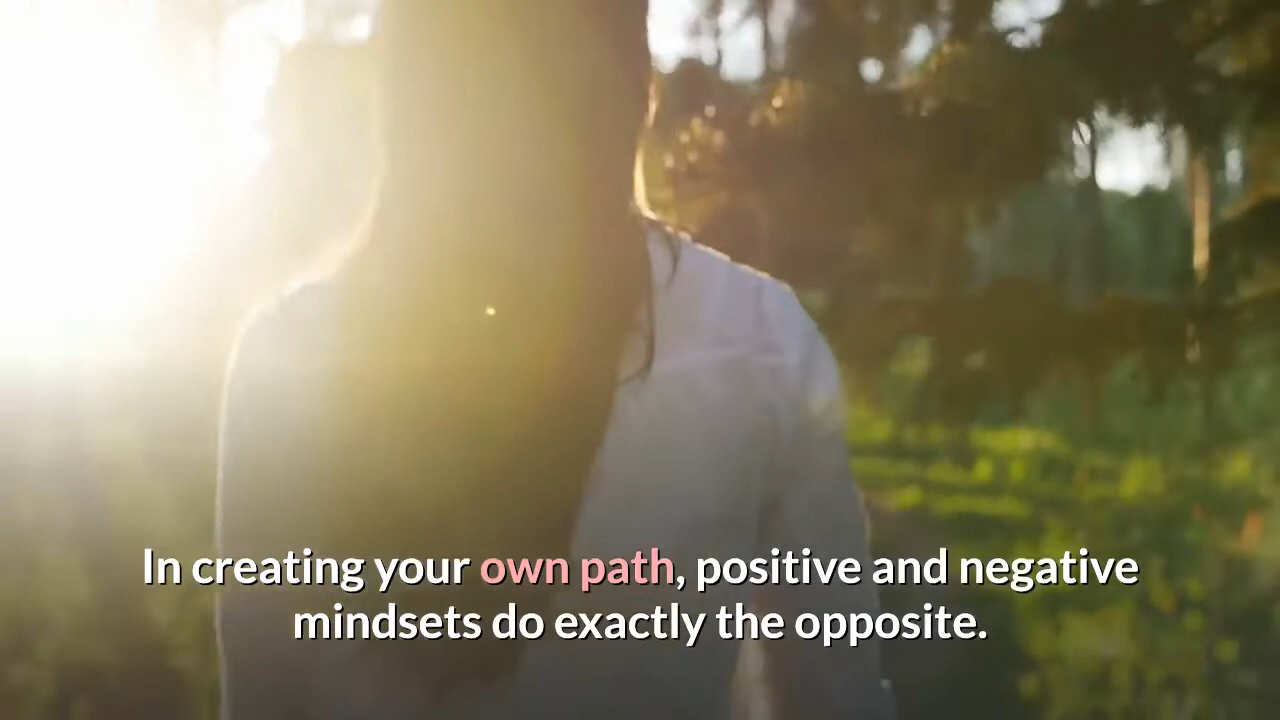 In creating your own path, positive and negative
mindsets do exactly the opposite.